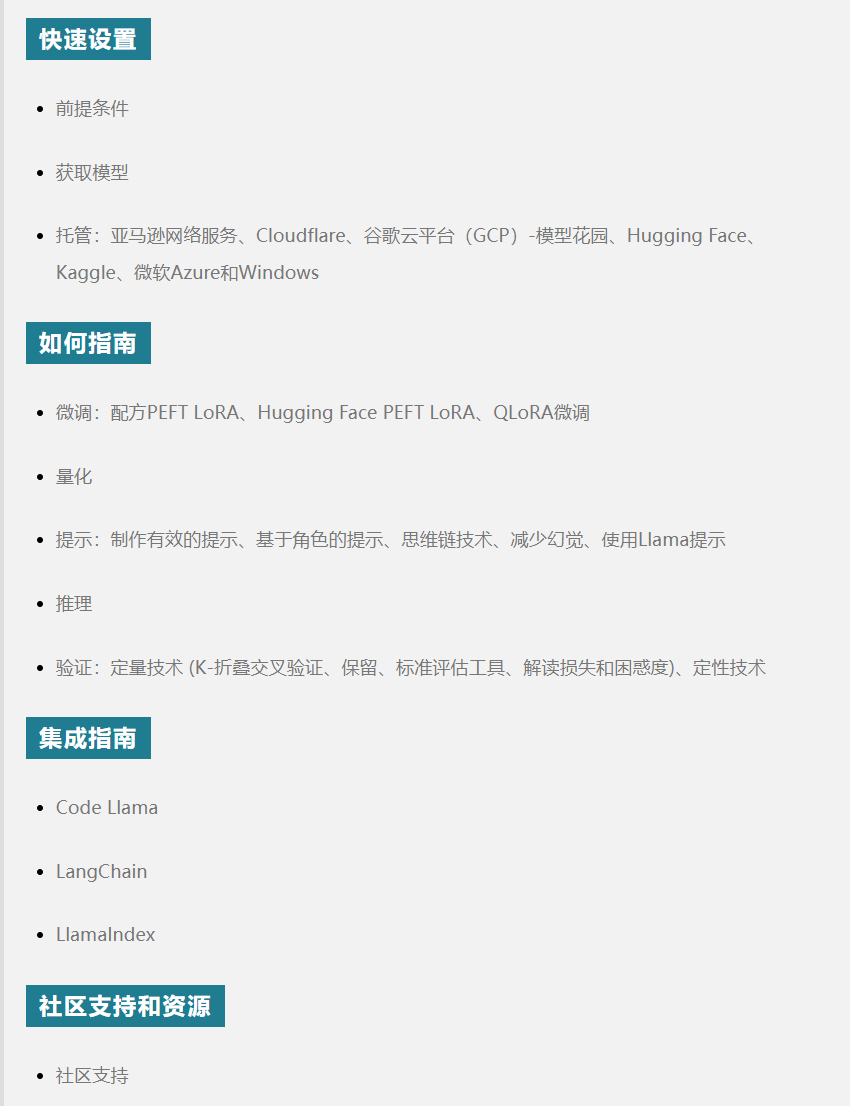 快速设置
前提条件
获取模型
托管：亚马逊网络服务、Cloudflare、谷歌云平台（GCP）-模型花园、Hugging Face、
Kaggle、微软Azure和Windows
如何指南
微调：配方PEFT LoRA、Hugging Face PEFT LoRA、QLoRA微调
量化
提示：制作有效的提示、基于角色的提示、思维链技术、减少幻觉、使用Llama提示
推理
验证：定量技术 (K-折叠交叉验证、保留、标准评估工具、解读损失和困惑度)、定性技术
集成指南
Code Llama
LangChain
LlamaIndex
社区支持和资源
社区支持